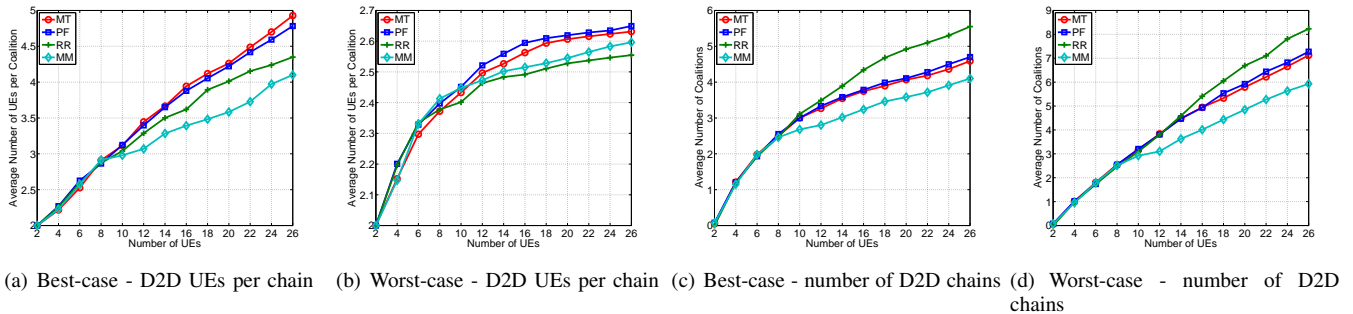 MT
PF
RR
MM
Average Number of UEs per Coalition
5
4.5
4
3.5
3
2.5
2
2 4 6 8 10 12 14 16 18 20 22 24 26
Number of UEs
(a) Best-case - D2D UEs per chain
MT
PF
RR
MM
Average Number of UEs per Coalition
2.7
2.6
2.5
2.4
2.3
2.2
2.1
2
2 4 6 8 10 12 14 16 18 20 22 24 26
Number of UEs
(b) Worst-case - D2D UEs per chain
MT
PF
RR
MM
Average Number of Coalitions
6
5
4
3
2
1
0
2 4 6 8 10 12 14 16 18 20 22 24 26
Number of UEs
(c) Best-case - number of D2D chains
MT
PF
RR
MM
Average Number of Coalitions
9
8
7
6
5
4
3
2
1
0
2 4 6 8 10 12 14 16 18 20 22 24 26
Number of UEs
(d) Worst-case - number of D2D
chains